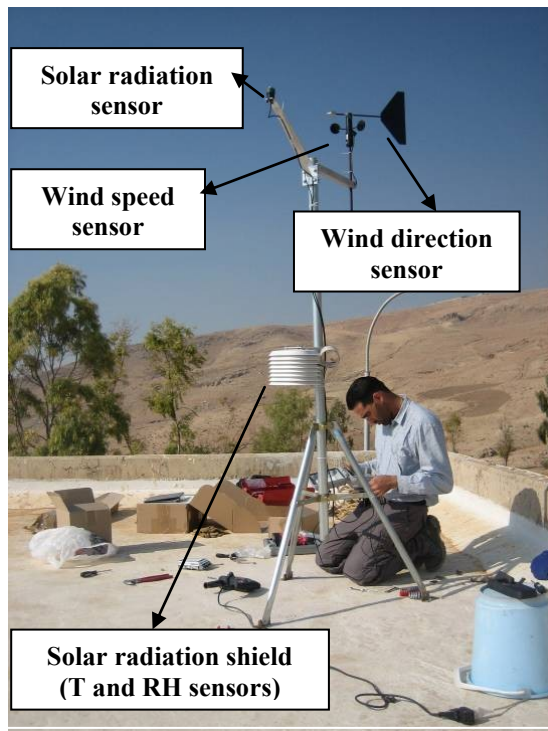 Solar radiation
sensor
Wind speed
sensor
Wind direction
sensor
Solar radiation shield
(T and RH sensors)